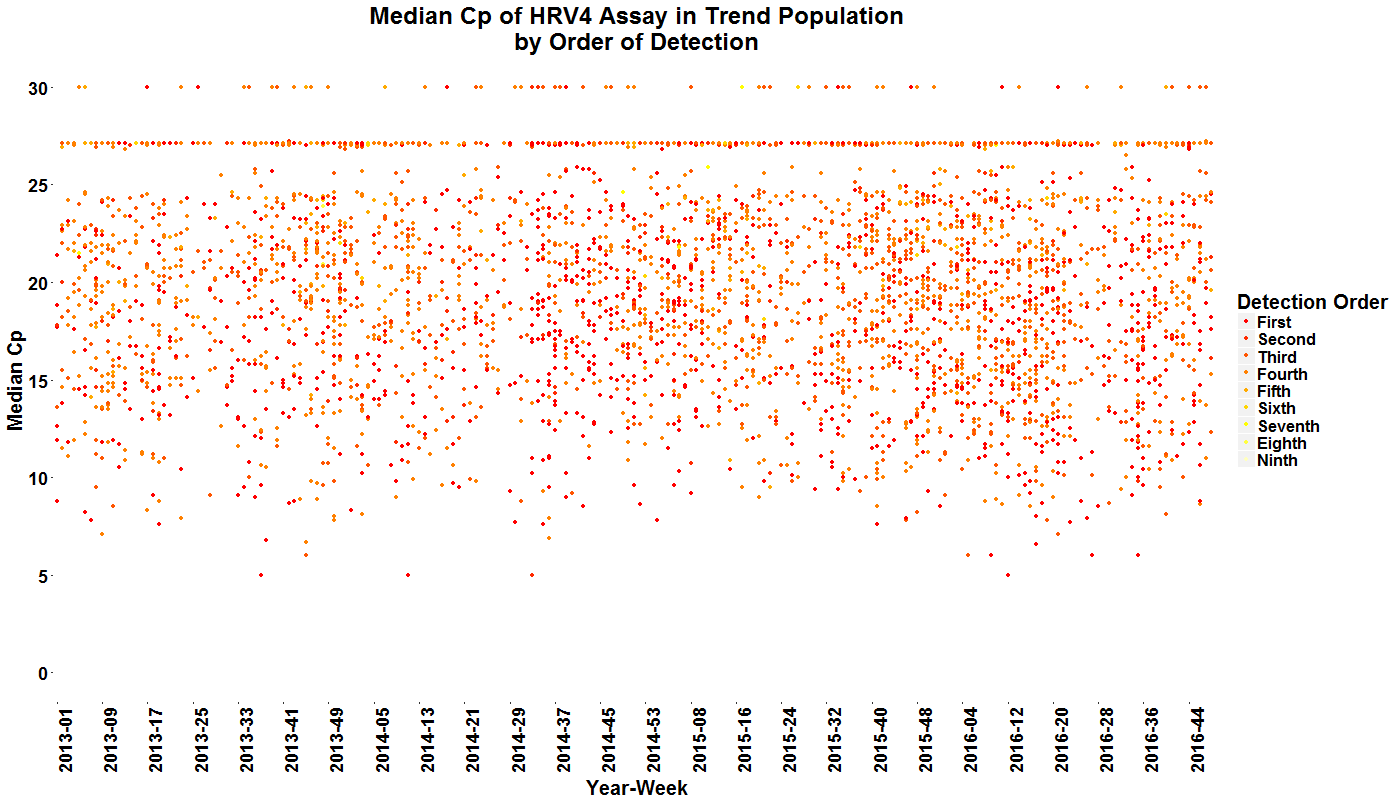 Median Cp of HRV4 Assay in Trend Population
by Order of Detection
30
25
20
15
10
5
0
Median Cp
2013-01
2013-09
2013-17
2013-25
2013-33
2013-41
2013-49
2014-05
2014-13
2014-21
2014-29
2014-37
2014-45
2014-53
2015-08
2015-16
2015-24
2015-32
2015-40
2015-48
2016-04
2016-12
2016-20
2016-28
2016-36
2016-44
Year-Week
Detection Order
First
Second
Third
Fourth
Fifth
Sixth
Seventh
Eighth
Ninth